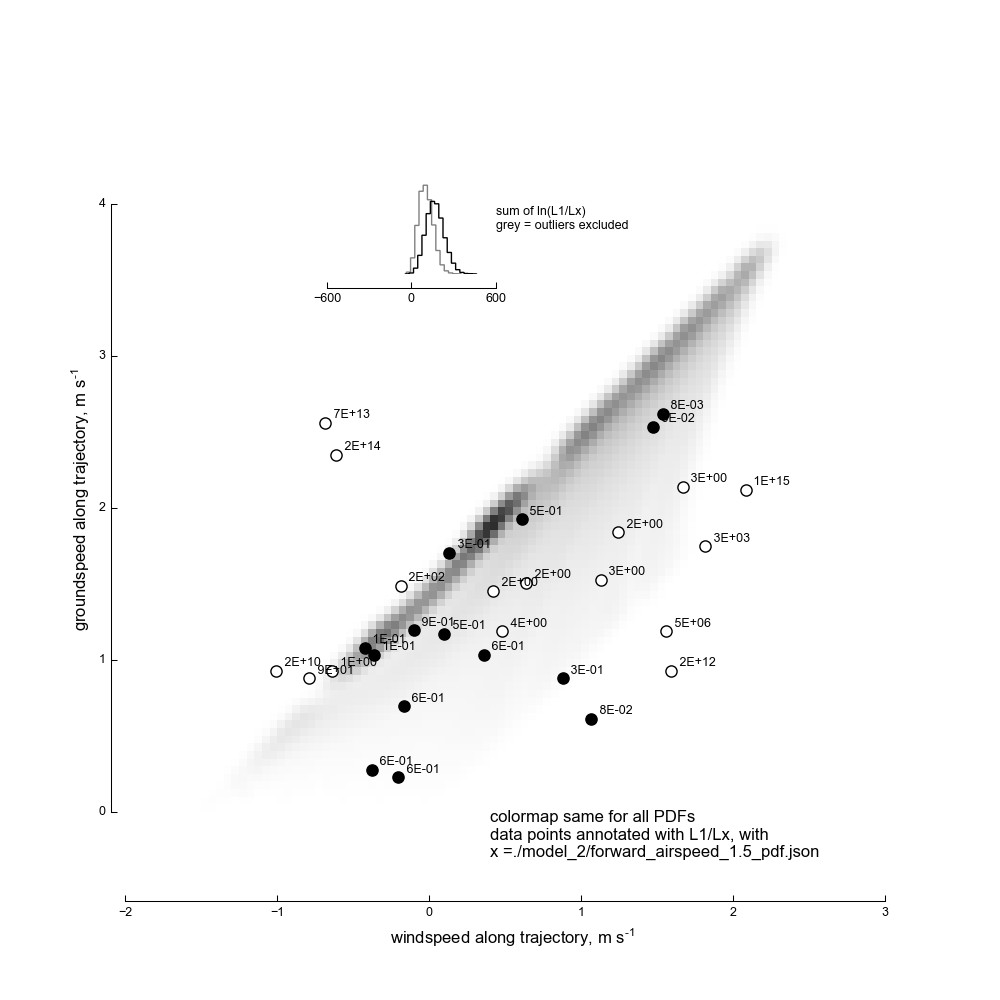 sum of ln(L1/Lx)
grey = outliers excluded
−600 0 600
4
3
2
1
0
groundspeed along trajectory, m s-1
7E+13
2E+14
8E-03
E-02
3E+00
1E+15
5E-01
2E+00
3E+03
3E-01
2E+02
2E+00
2E+00
3E+00
9E-01
5E-01
4E+00
5E+06
1E-01
1E-01
6E-01
2E+10
9E+01
1E+00
3E-01
2E+12
6E-01
8E-02
6E-01
6E-01
colormap same for all PDFs
data points annotated with L1/Lx, with
x =./model_2/forward_airspeed_1.5_pdf.json
−2 −1 0 1 2 3
windspeed along trajectory, m s-1